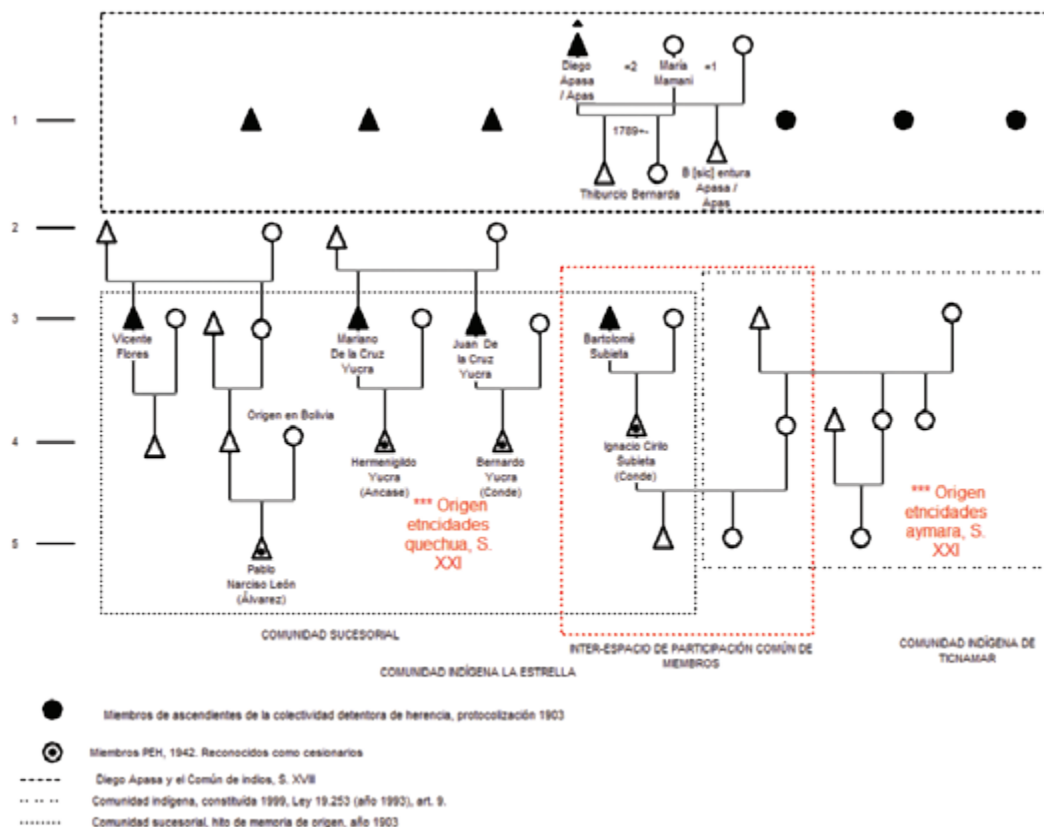 Diego
Apasa
/ Apas
=2
María
Mamani
=1
1
1789+-
Thiburcio Bernarda
B [sic] entura
Apasa /
Apas
2
3
Vicente
Flores
Mariano
De la Cruz
Yucra
Juan De
la Cruz
Yucra
Bartolomé
Subieta
Origen en Bolivia
4
Hermenigildo
Yucra
(Ancase)
Bernardo
Yucra
(Conde)
Ignacio Cirilo
Subieta
(Conde)
*** Origen
etncidades
quechua, S.
XXI
*** Origen
etncidades
aymara, S.
XXI
5
Pablo
Narciso León
(Álvarez)
COMUNIDAD SUCESORIAL
COMUNIDAD INDÍGENA LA ESTRELLA
INTER-ESPACIO DE PARTICIPACIÓN COMÚN DE
MIEMBROS
COMUNIDAD INDÍGENA DE
TICNAMAR
Miembros de ascendientes de la colectividad detentora de herencia, protocolización 1903
Miembros PEH, 1942. Reconocidos como cesionarios
Diego Apasa y el Común de indios, S. XVIII
Comunidad indígena, constituída 1999, Ley 19.253 (año 1993), art. 9.
Comunidad sucesorial, hito de memoria de origen, año 1903